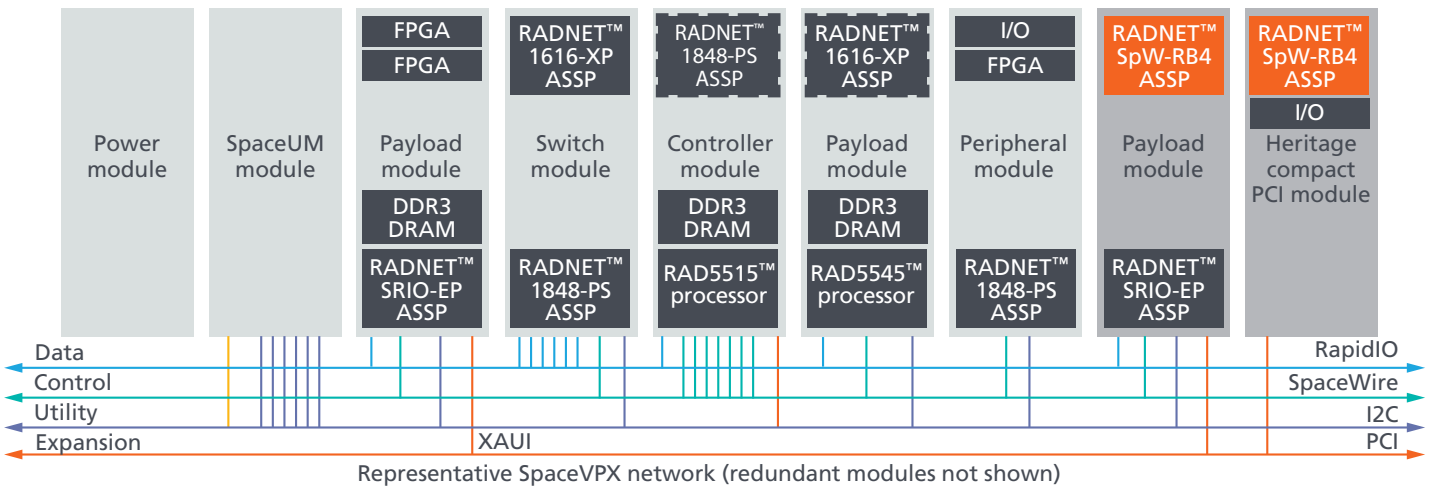 Power
module
SpaceUM
module
FPGA
FPGA
Payload
module
DDR3
DRAM
RADNET™
SRIO-EP
ASSP
RADNET™
1616-XP
ASSP
Switch
module
RADNET™
1848-PS
ASSP
RADNET™
1848-PS
ASSP
Controller
module
DDR3
DRAM
RAD5515™
processor
RADNET™
1616-XP
ASSP
Payload
module
DDR3
DRAM
RAD5545™
processor
I/O
FPGA
Peripheral
module
RADNET™
1848-PS
ASSP
RADNET™
SpW-RB4
ASSP
Payload
module
RADNET™
SRIO-EP
ASSP
RADNET™
SpW-RB4
ASSP
I/O
Heritage
compact
PCI module
Data
RapidIO
Control
SpaceWire
Utility
I2C
Expansion
XAUI
PCI
Representative SpaceVPX network (redundant modules not shown)